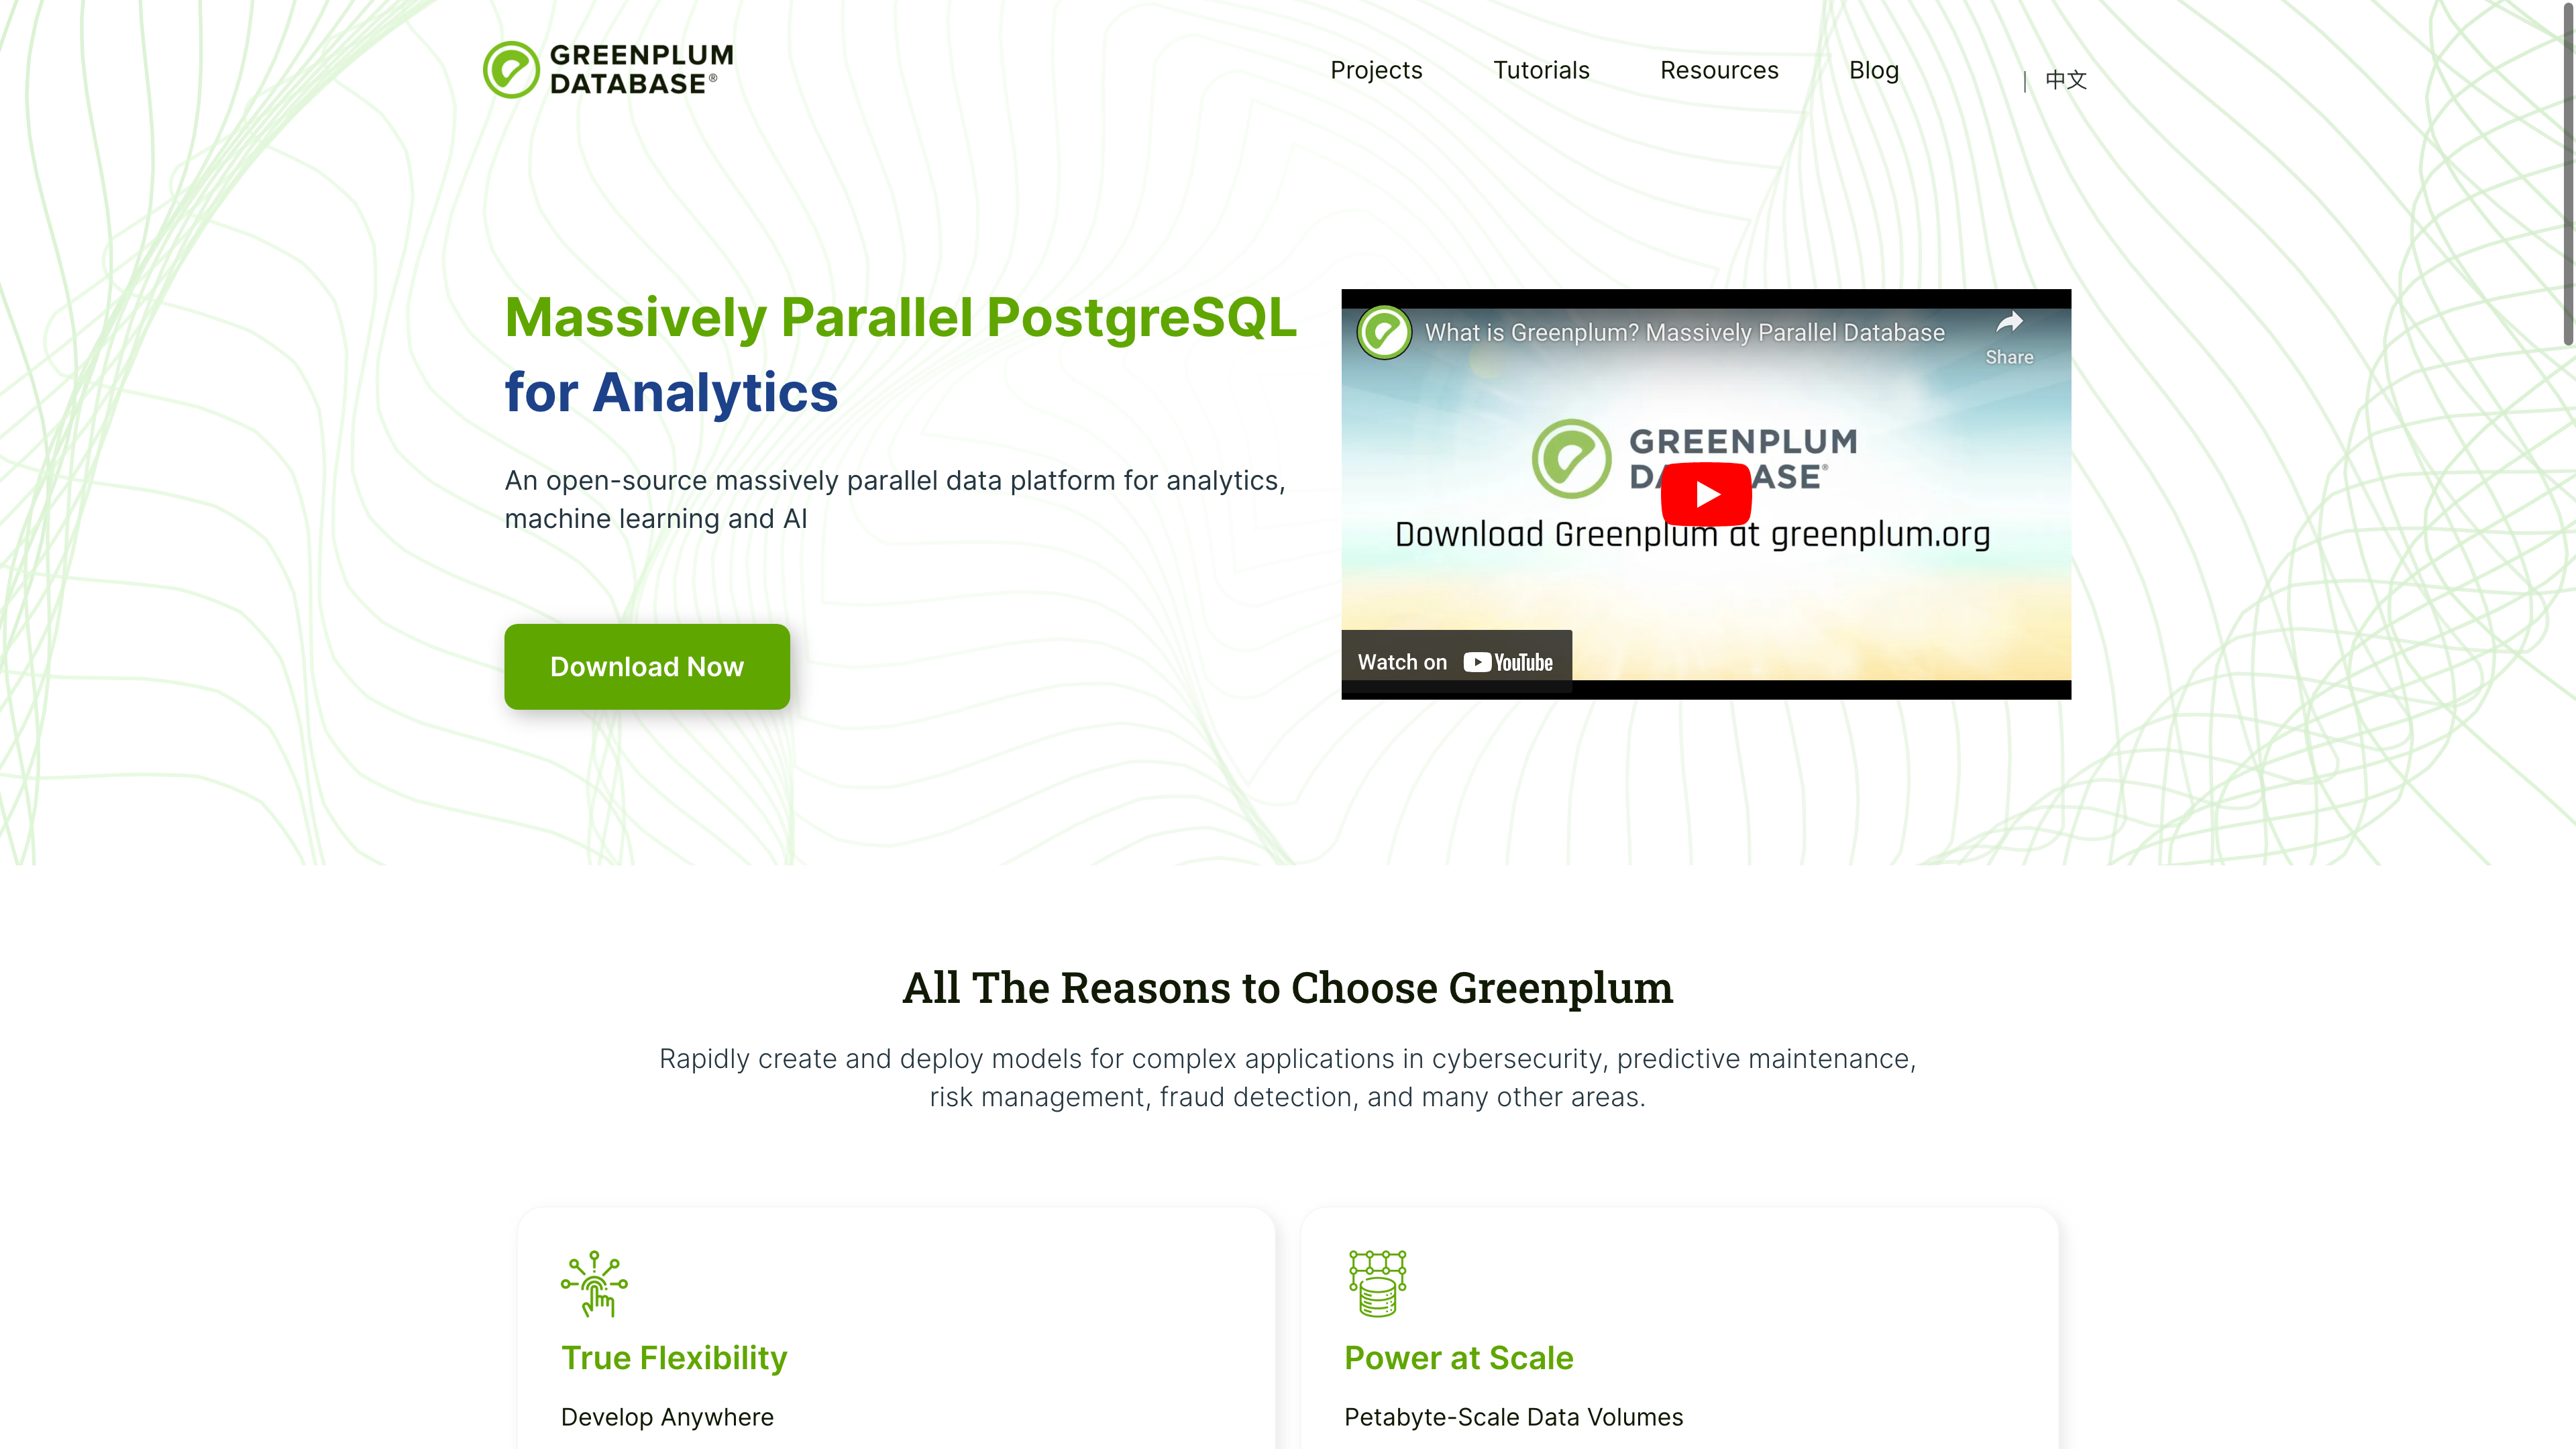 GREENPLUM
DATABASE®
Projects
Tutorials
Resources
Blog
| 中文
Massively Parallel PostgreSQL
for Analytics
An open-source massively parallel data platform for analytics,
machine learning and AI
Download Now
What is Greenplum? Massively Parallel Database
Share
GREENPLUM
DA ASE®
Download Greenplum at greenplum.org
Watch on YouTube
All The Reasons to Choose Greenplum
Rapidly create and deploy models for complex applications in cybersecurity, predictive maintenance,
risk management, fraud detection, and many other areas.
True Flexibility
Develop Anywhere
Power at Scale
Petabyte-Scale Data Volumes